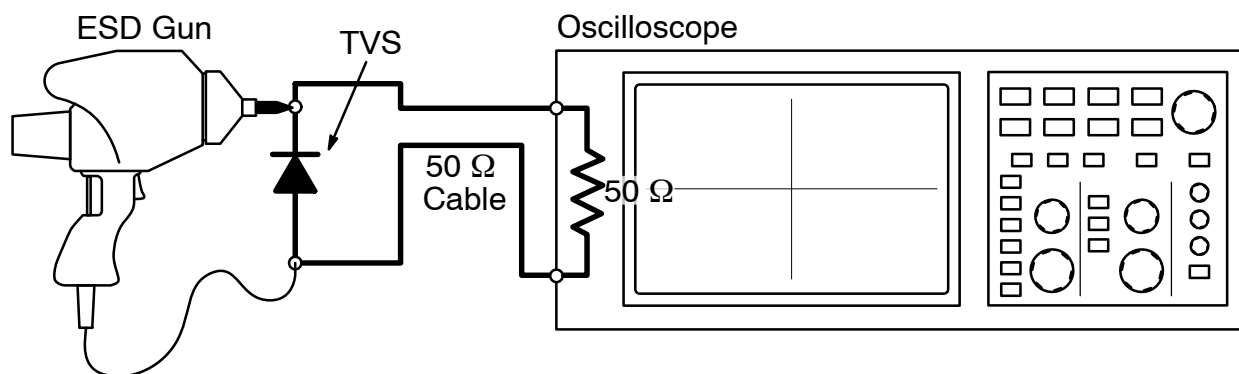 ESD Gun
TVS
Oscilloscope
50 Ω
Cable
50 Ω